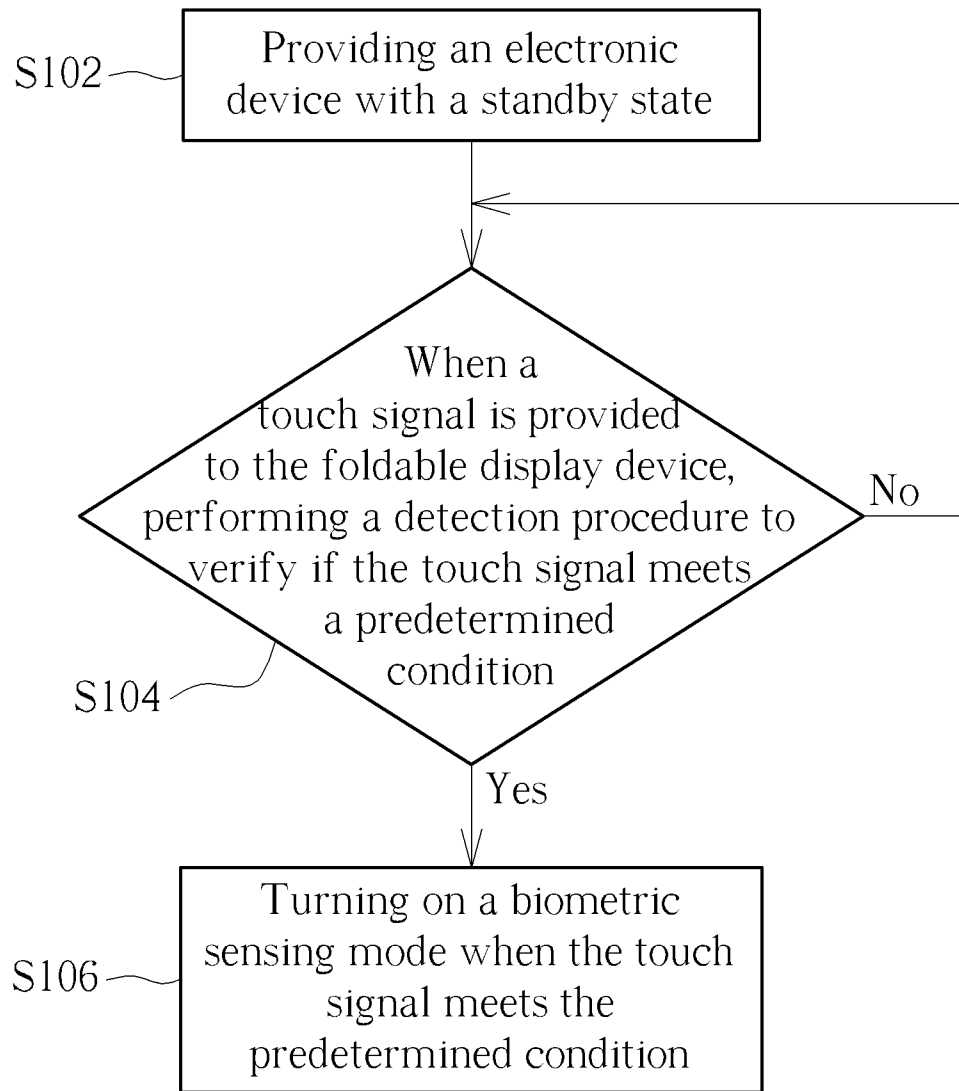 S102
Providing an electronic
device with a standby state
When a
touch signal is provided
to the foldable display device,
performing a detection procedure to
verify if the touch signal meets
a predetermined
condition
No
S104
Yes
Turning on a biometric
sensing mode when the touch
signal meets the
predetermined condition
S106